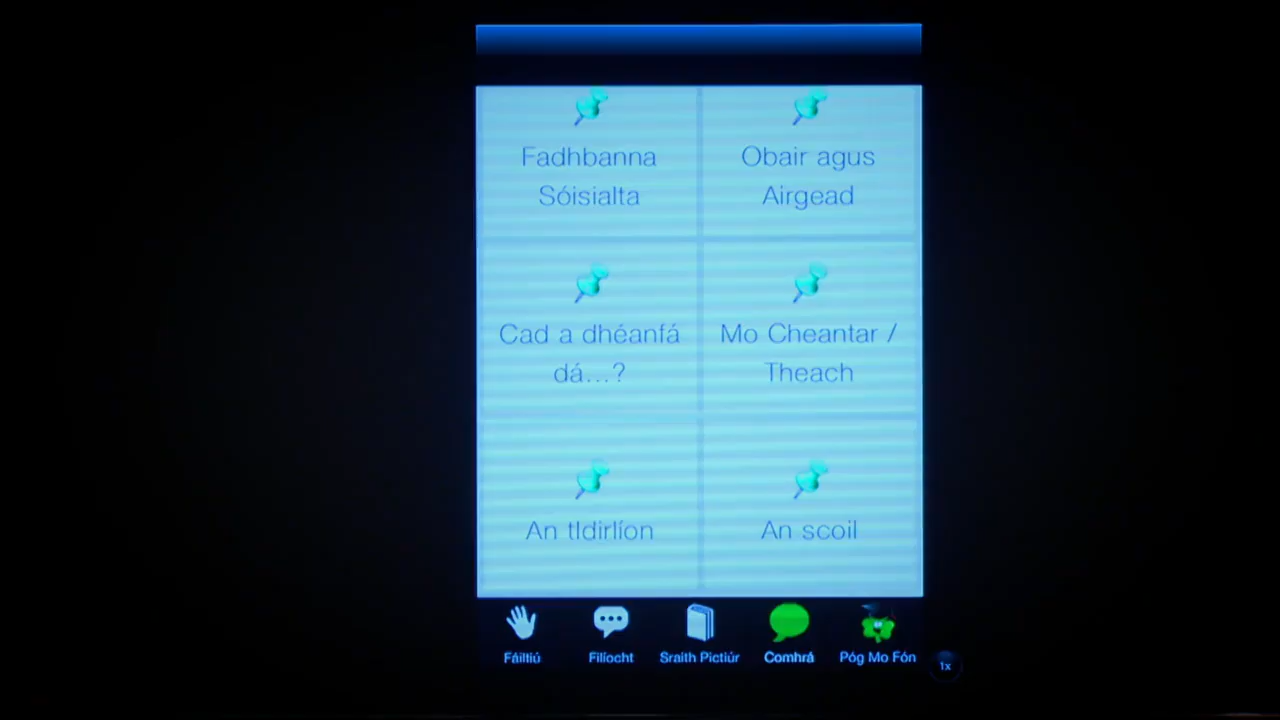 Fadhbanna
Sóisialta
Obair agus
Airgead
Cad a dhéanfá
dá...?
Mo Cheantar /
Theach
An tIdirlíon
An scoil
Fáiltiú
Filíocht
Sraith Pictiúr
Comhrá
Póg Mo Fón
1x